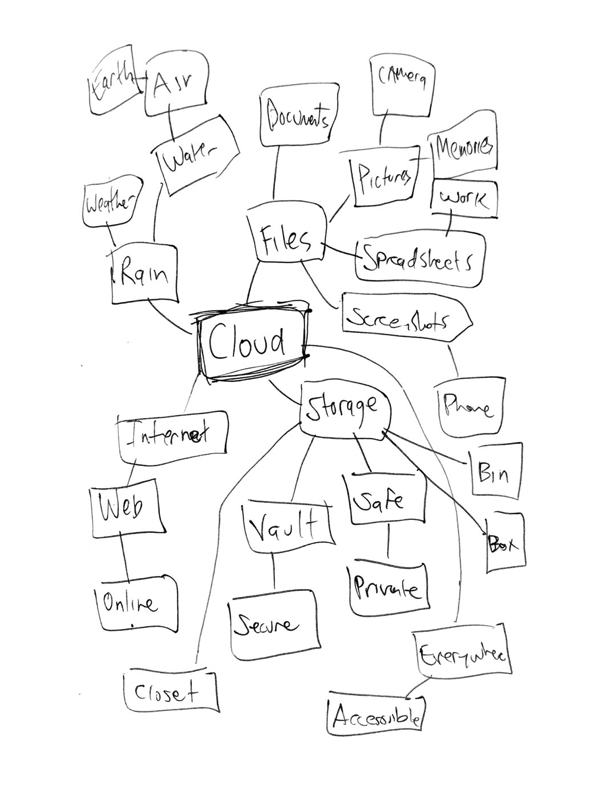 Earth
Air
Camera
Documents
Water
Memories
Pictures
Work
Weather
Files
Spreadsheets
Rain
Screenshots
Cloud
Storage
Phone
Internet
Bin
Web
Vault
Safe
Box
Online
Private
Secure
Everywhere
Closet
Accessible